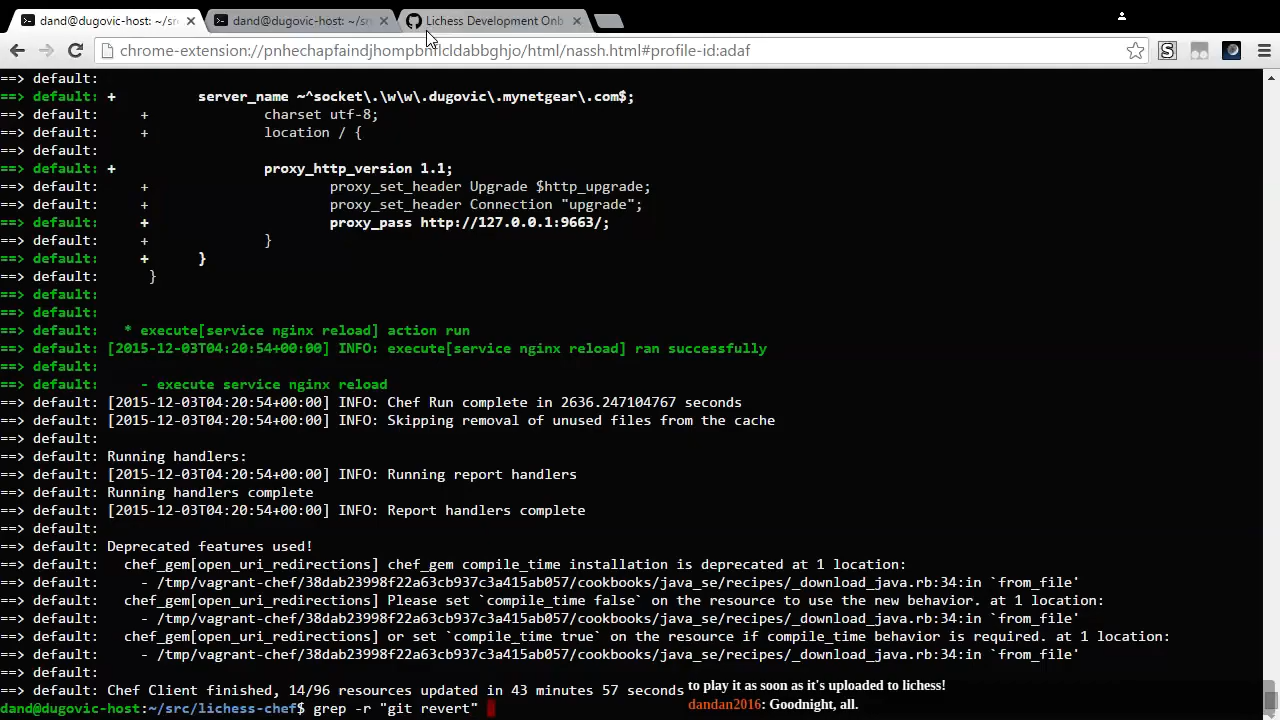 dand@dugovic-host: ~/sr
dand@dugovic-host: ~/sr
Lichess Development Onb
chrome-extension://pnhechapfaindjhompbmcldabbghjo/html/nassh.html#profile-id:adaf
==> default:
==> default: + server_name ~^socket\.\w\w\.dugovic\.mynetgear\.com$;
==> default: + charset utf-8;
==> default: + location / {
==> default:
==> default: + proxy_http_version 1.1;
==> default: + proxy_set_header Upgrade $http_upgrade;
==> default: + proxy_set_header Connection "upgrade";
==> default: + proxy_pass http://127.0.0.1:9663/;
==> default: + }
==> default: + }
==> default: }
==> default:
==> default:
==> default: * execute[service nginx reload] action run
==> default: [2015-12-03T04:20:54+00:00] INFO: execute[service nginx reload] ran successfully
==> default:
==> default: - execute service nginx reload
==> default: [2015-12-03T04:20:54+00:00] INFO: Chef Run complete in 2636.247104767 seconds
==> default: [2015-12-03T04:20:54+00:00] INFO: Skipping removal of unused files from the cache
==> default:
==> default: Running handlers:
==> default: [2015-12-03T04:20:54+00:00] INFO: Running report handlers
==> default: Running handlers complete
==> default: [2015-12-03T04:20:54+00:00] INFO: Report handlers complete
==> default:
==> default: Deprecated features used!
==> default: chef_gem[open_uri_redirections] chef_gem compile_time installation is deprecated at 1 location:
==> default: - /tmp/vagrant-chef/38dab23998f22a63cb937c3a415ab057/cookbooks/java_se/recipes/_download_java.rb:34:in `from_file'
==> default: chef_gem[open_uri_redirections] Please set `compile_time false` on the resource to use the new behavior. at 1 location:
==> default: - /tmp/vagrant-chef/38dab23998f22a63cb937c3a415ab057/cookbooks/java_se/recipes/_download_java.rb:34:in `from_file'
==> default: chef_gem[open_uri_redirections] or set `compile_time true` on the resource if compile_time behavior is required. at 1 location:
==> default: - /tmp/vagrant-chef/38dab23998f22a63cb937c3a415ab057/cookbooks/java_se/recipes/_download_java.rb:34:in `from_file'
==> default:
==> default: Chef Client finished, 14/96 resources updated in 43 minutes 57 seconds
to play it as soon as it's uploaded to lichess!
dand@dugovic-host:~/src/lichess-chef$ grep -r "git revert"
dandan2016: Goodnight, all.